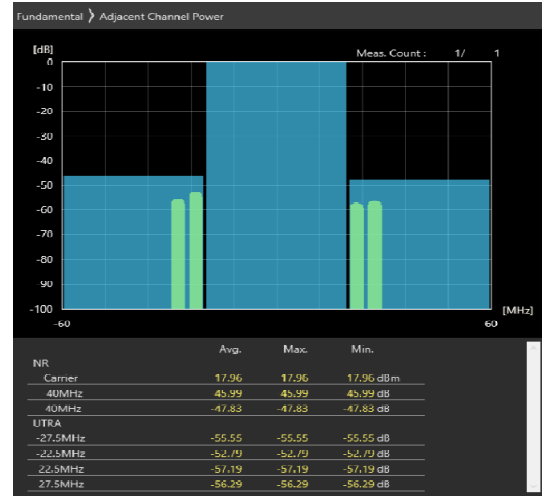 Fundamental 》 Adjacent Channel Power
[dB]
Meas. Count : 1/ 1
0
-10
-20
-30
-40
-50
-60
-70
-80
90
-100
-60
60
[MHz]
Avg. Max. Min.
NR
Carrier 17.96 17.96 17.96 dBm
40MHz 45.99 45.99 45.99 dB
40MHz -47.83 -47.83 -47.83 dB
UTRA
-27.5MHz -55.55 -55.55 -55.55 dB
-22.5MHz -52.79 -52.79 -52.79 dB
22.5MHz -57.19 -57.19 -57.19 dB
27.5MHz -56.29 -56.29 -56.29 dB